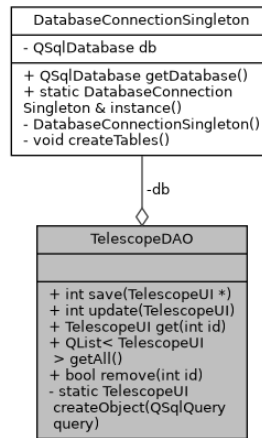 DatabaseConnectionSingleton
- QSqlDatabase db
+ QSqlDatabase getDatabase()
+ static DatabaseConnection
Singleton & instance()
- DatabaseConnectionSingleton()
- void createTables()
-db
TelescopeDAO
+ int save(TelescopeUI *)
+ int update(TelescopeUI)
+ TelescopeUI get(int id)
+ QList< TelescopeUI
> getAll()
+ bool remove(int id)
- static TelescopeUI
createObject(QSqlQuery
query)